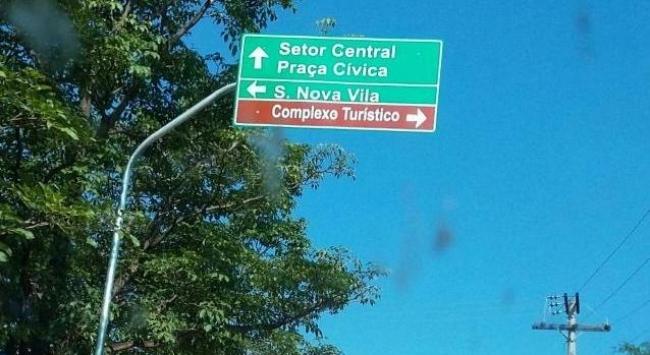 Setor Central
Praça Cívica
S. Nova Vila
Complexo Turístico